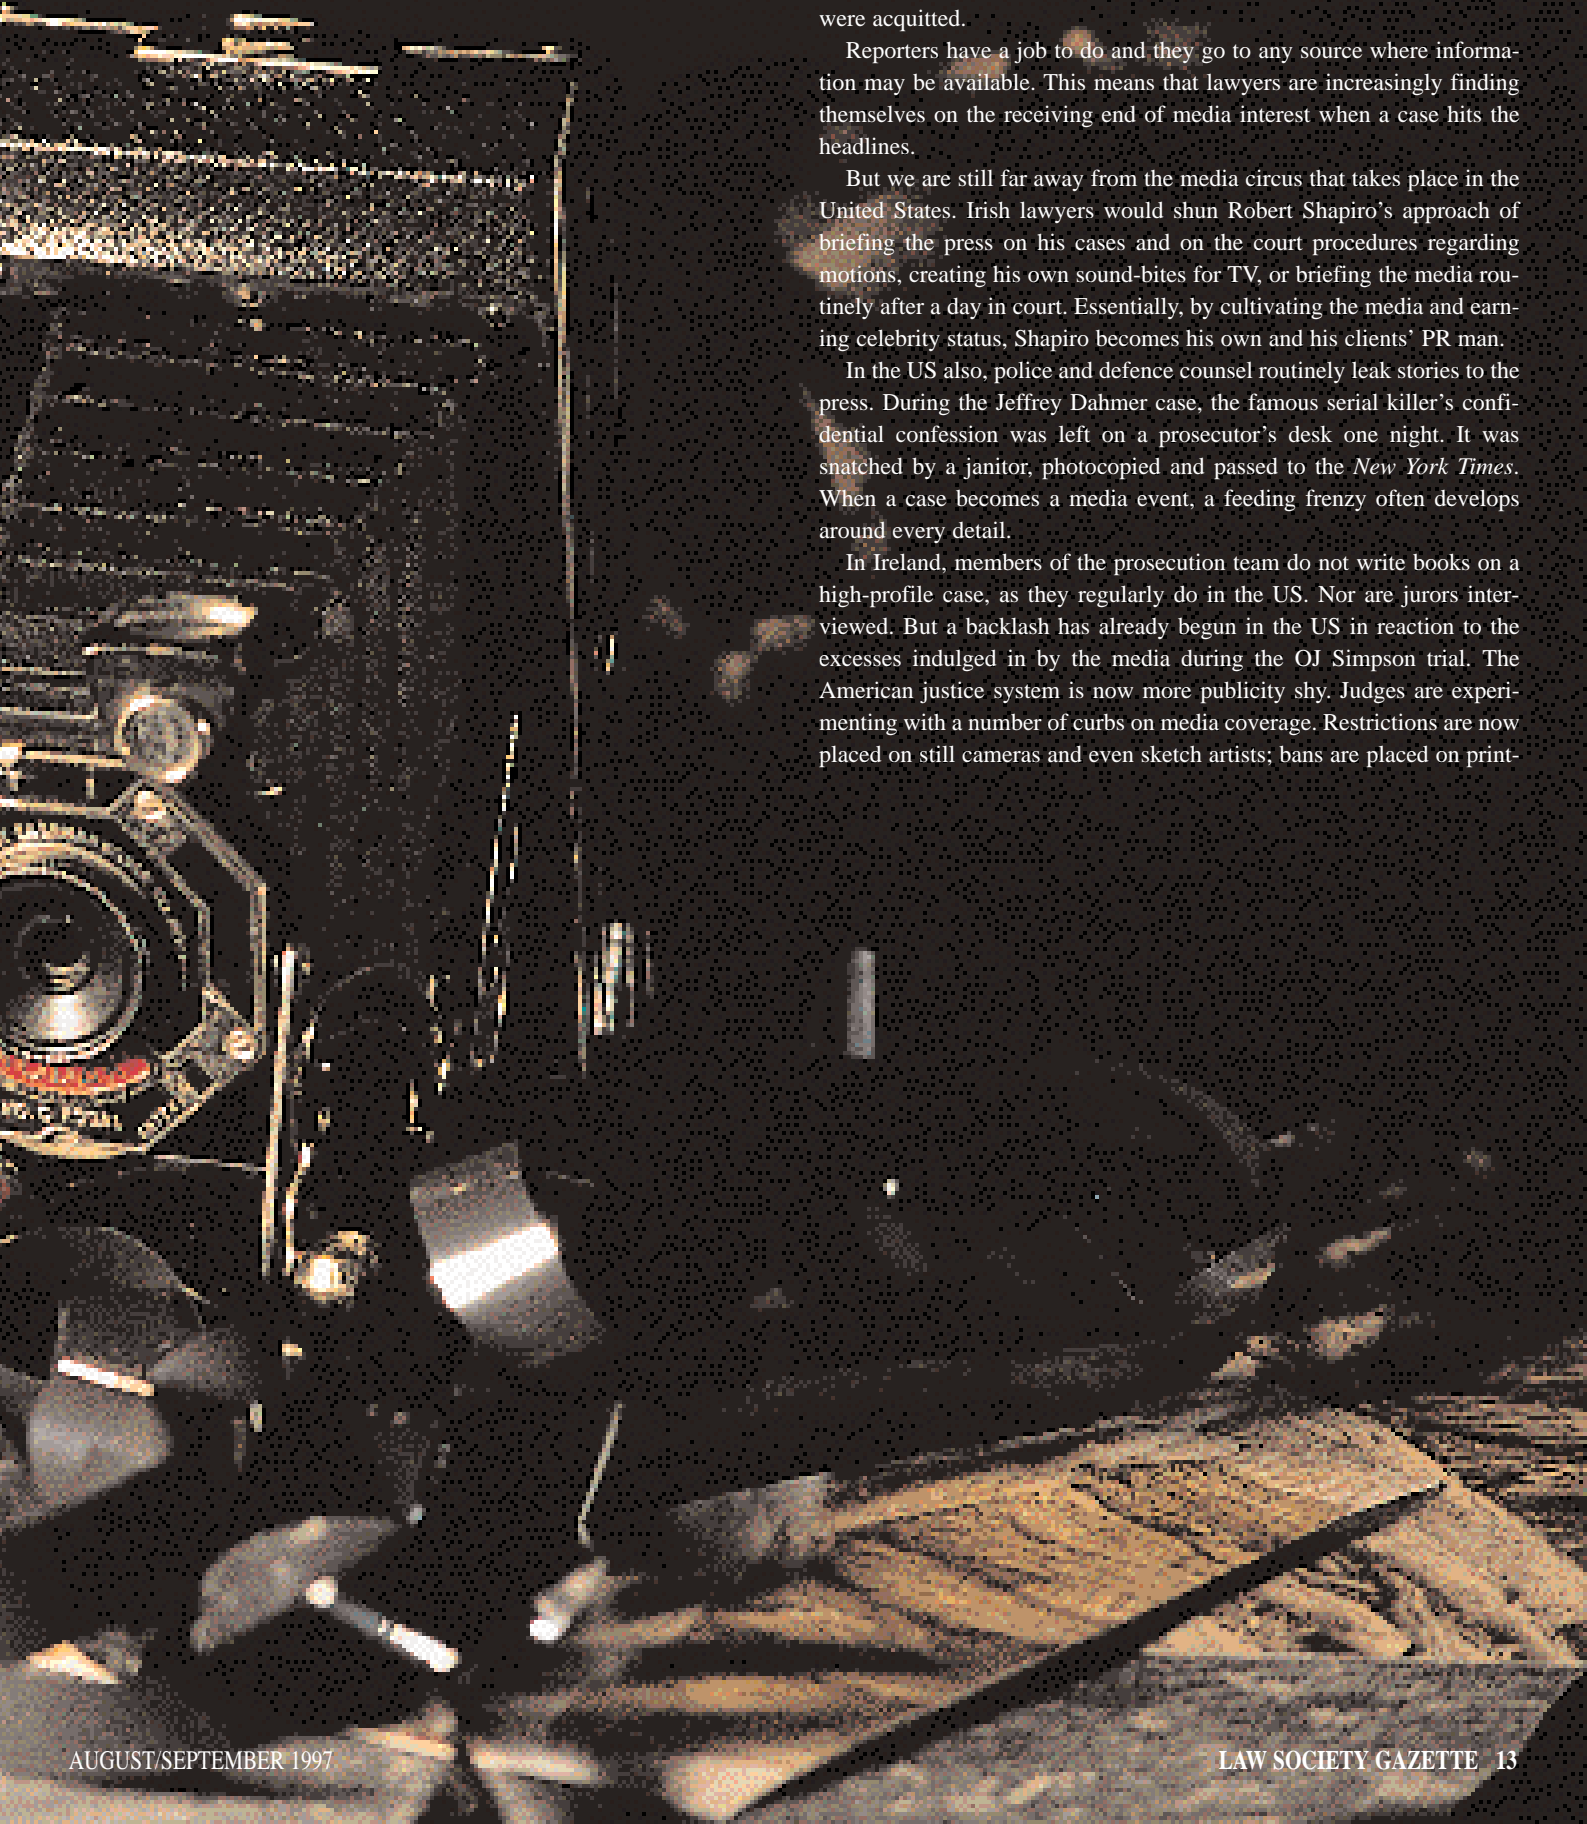 were acquitted.
Reporters have a job to do and they go to any source where informa-
tion may be available. This means that lawyers are increasingly finding
themselves on the receiving end of media interest when a case hits the
headlines.
But we are still far away from the media circus that takes place in the
United States. Irish lawyers would shun Robert Shapiro’s approach of
briefing the press on his cases and on the court procedures regarding
motions, creating his own sound-bites for TV, or briefing the media rou-
tinely after a day in court. Essentially, by cultivating the media and earn-
ing celebrity status, Shapiro becomes his own and his clients’ PR man.
In the US also, police and defence counsel routinely leak stories to the
press. During the Jeffrey Dahmer case, the famous serial killer’s confi-
dential confession was left on a prosecutor’s desk one night. It was
snatched by a janitor, photocopied and passed to the New York Times.
When a case becomes a media event, a feeding frenzy often develops
around every detail.
In Ireland, members of the prosecution team do not write books on a
high-profile case, as they regularly do in the US. Nor are jurors inter-
viewed. But a backlash has already begun in the US in reaction to the
excesses indulged in by the media during the OJ Simpson trial. The
American justice system is now more publicity shy. Judges are experi-
menting with a number of curbs on media coverage. Restrictions are now
placed on still cameras and even sketch artists; bans are placed on print-
AUGUST/SEPTEMBER 1997
LAW SOCIETY GAZETTE 13